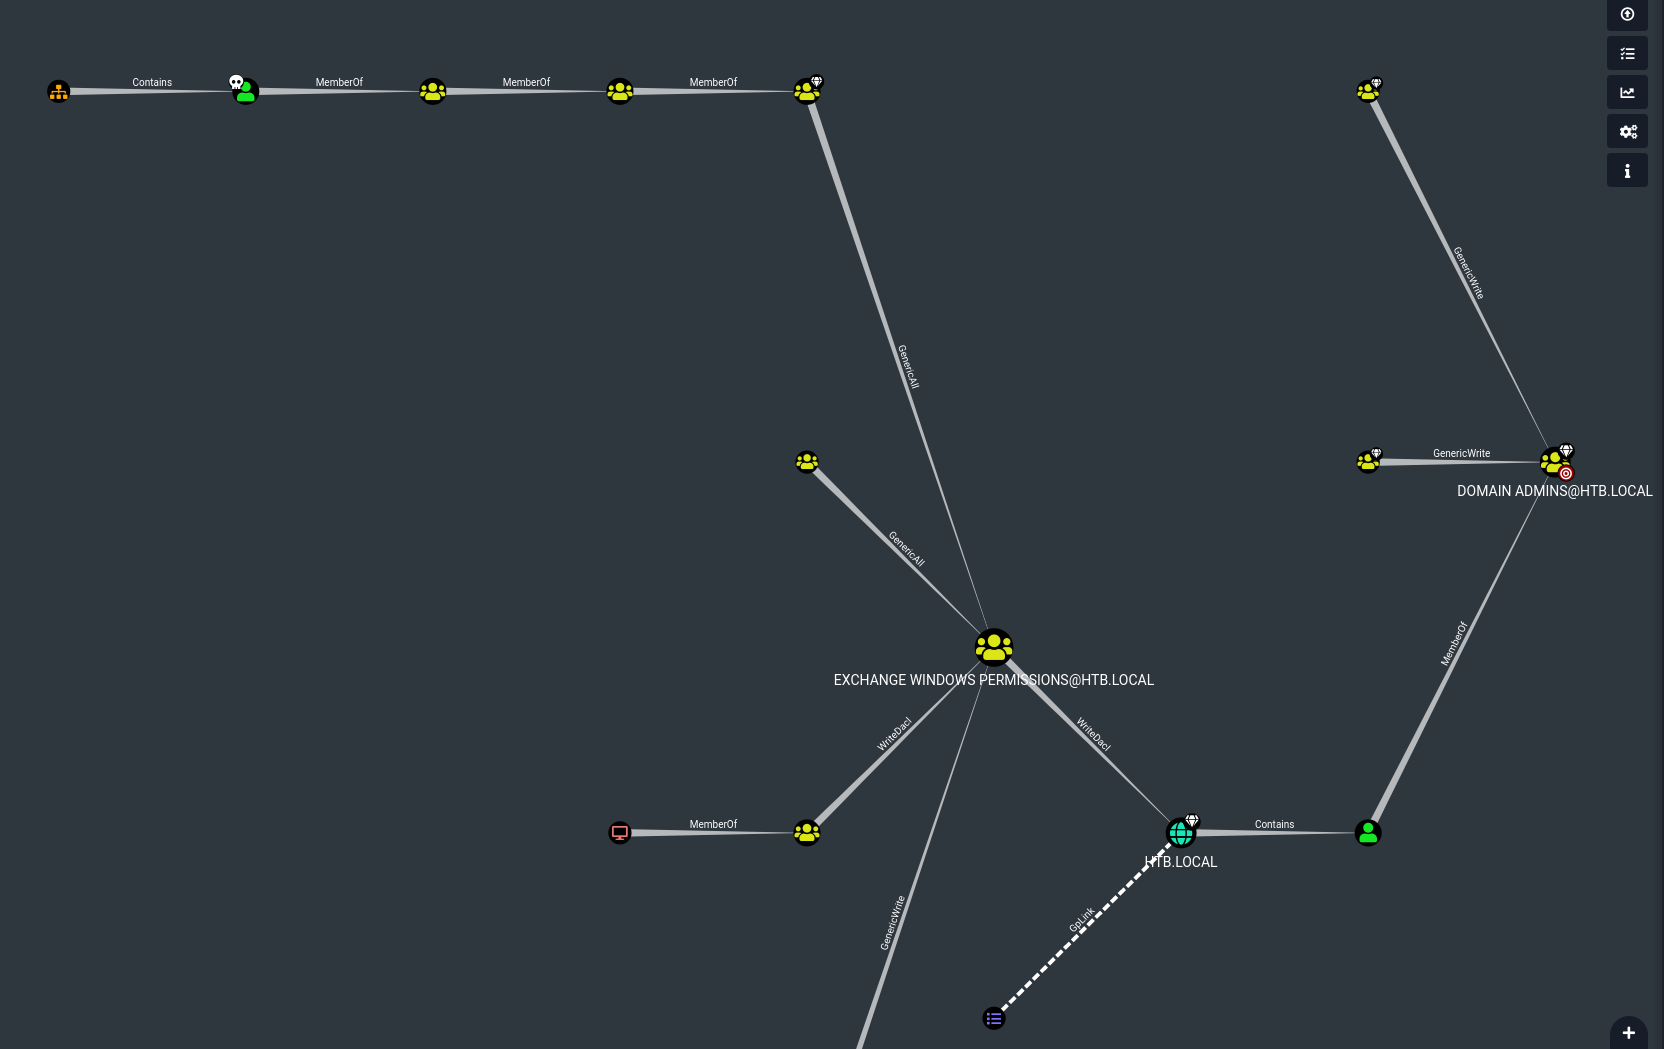 Contains
MemberOf
MemberOf
MemberOf
GenericWrite
GenericAll
GenericWrite
DOMAIN ADMINS@HTB.LOCAL
GenericAll
MemberOf
EXCHANGE WINDOWS PERMISSIONS@HTB.LOCAL
WriteDacl
WriteDacl
MemberOf
Contains
HTB.LOCAL
GenericWrite
GpLink